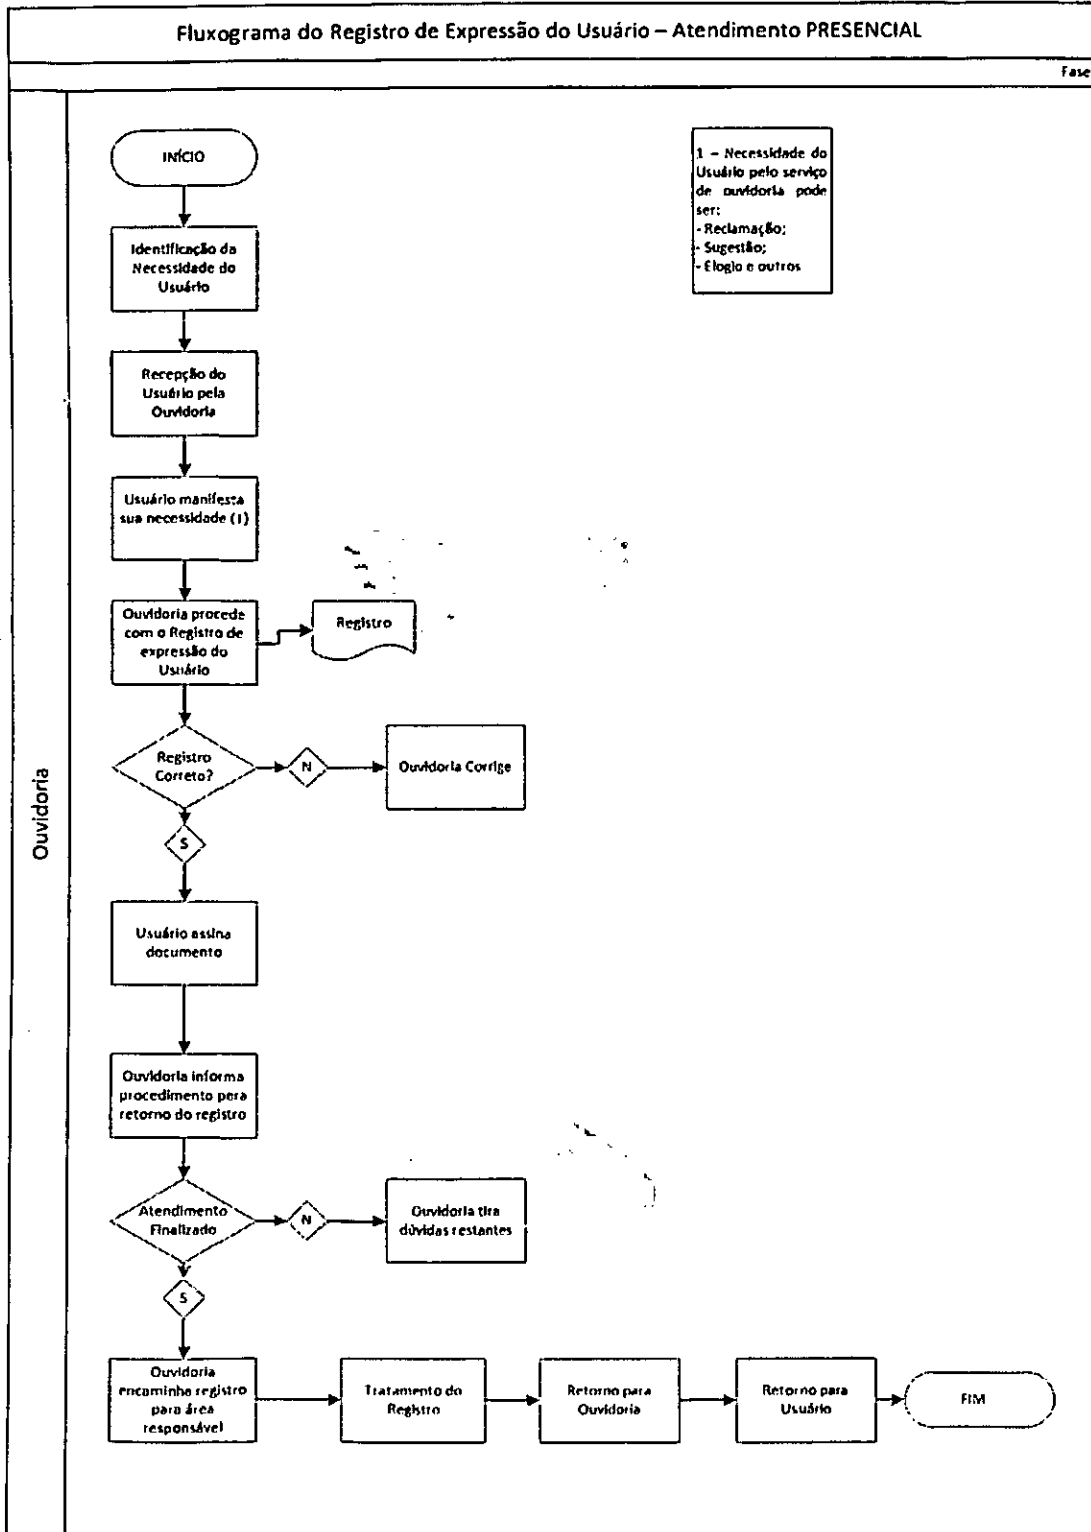 Fluxograma do Registro de Expressão do Usuário – Atendimento PRESENCIAL
Fase
Ouvidoria
INÍCIO
1 – Necessidade do
Usuário pelo serviço
de ouvidoria pode
ser:
- Reclamação;
- Sugestão;
- Elogio e outros
Identificação da
Necessidade do
Usuário
Recepção do
Usuário pela
Ouvidoria
Usuário manifesta
sua necessidade (1)
Ouvidoria procede
com o Registro de
expressão do
Usuário
Registro
Registro
Correto?
N
Ouvidoria Corrige
S
Usuário assina
documento
Ouvidoria informa
procedimento para
retorno do registro
Atendimento
Finalizado
N
Ouvidoria tira
dúvidas restantes
S
Ouvidoria
encaminha registro
para área
responsável
Tratamento do
Registro
Retorno para
Ouvidoria
Retorno para
Usuário
FIM